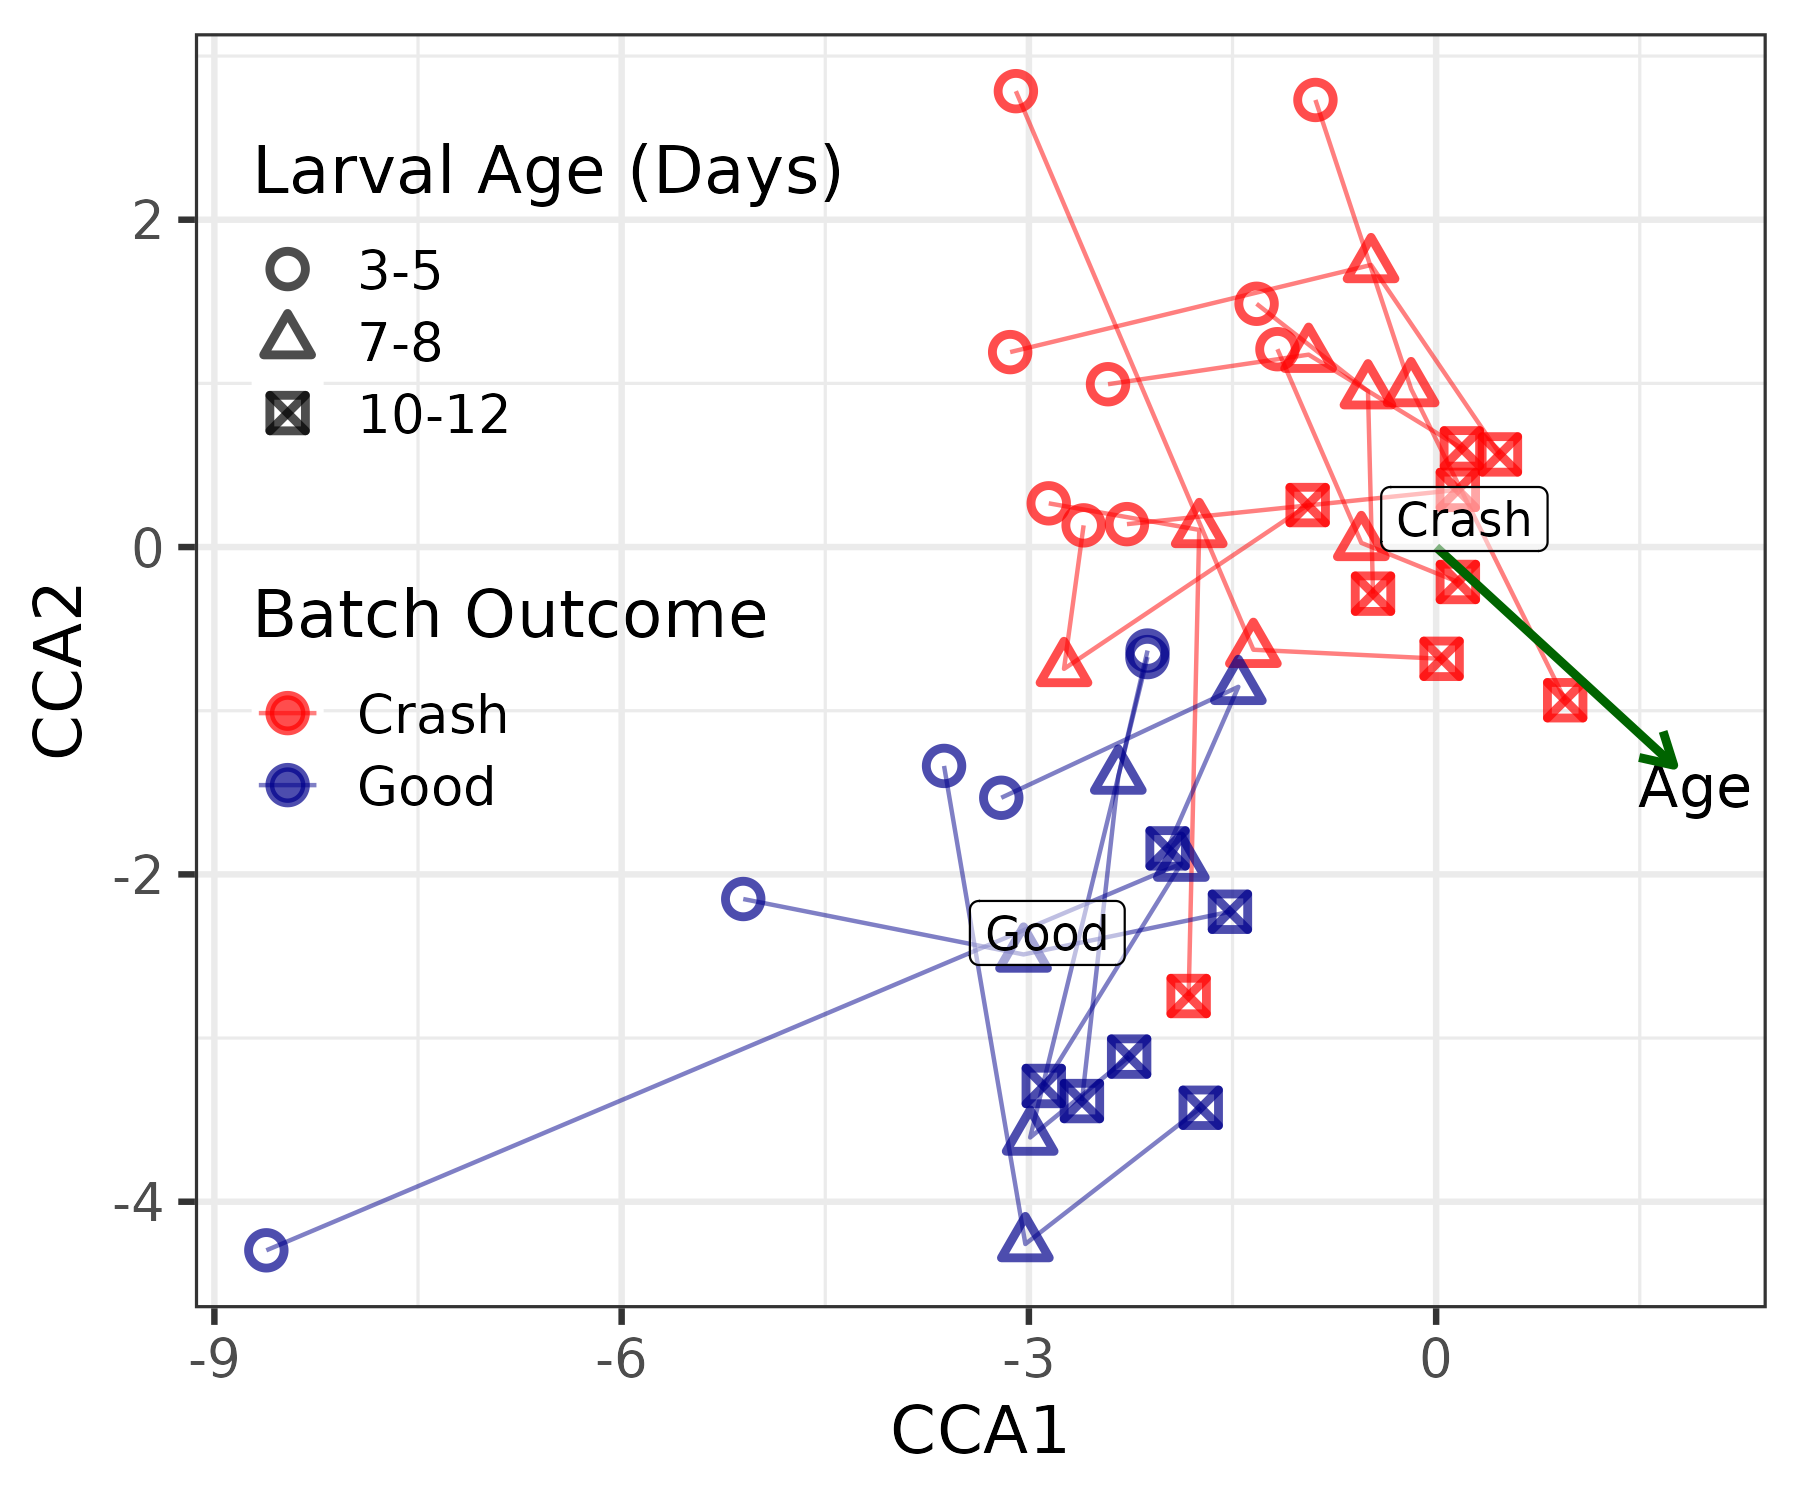 Larval Age (Days)
3-5
7-8
10-12
Batch Outcome
Crash
Good
Crash
Good
Age
2
0
-2
-4
CCA2
-9
-6
-3
0
CCA1